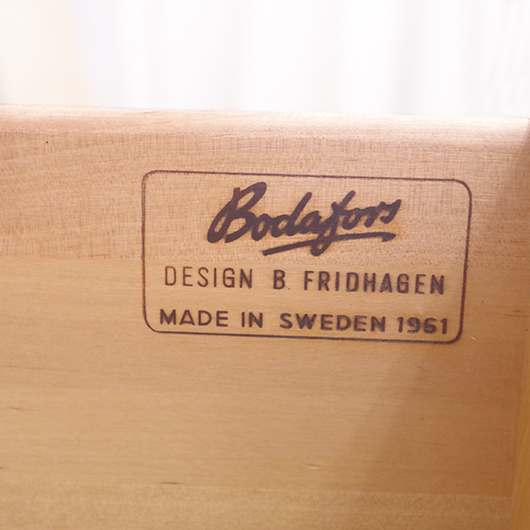 Bodafors
DESIGN B. FRIDHAGEN
MADE IN SWEDEN 1961